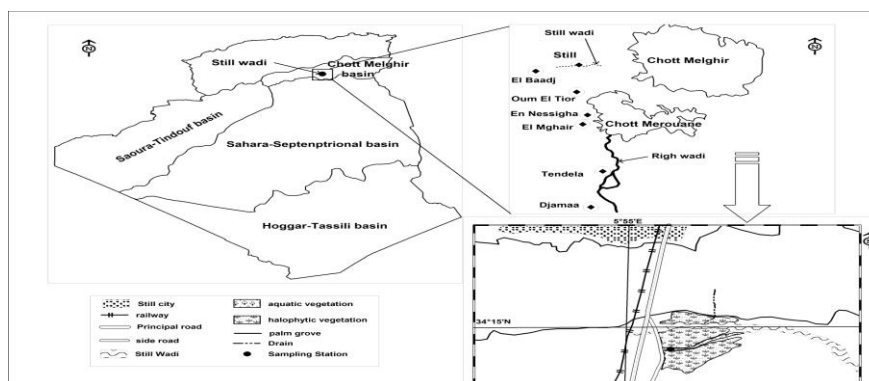 N
Still wadi
Chott Melghir
basin
Saoura-Tindouf basin
Sahara-Septenptrional basin
Hoggar-Tassili basin
Still
wadi
Still
Chott Melghir
El Baadj
Oum El Tior
En Nessigha
Chott Merouane
El Mghair
Righ wadi
Tendela
Djamaa
N
5°55'E
34°15'N
Still city
railway
Principal road
side road
Still Wadi
aquatic vegetation
halophytic vegetation
palm grove
Drain
Sampling Station